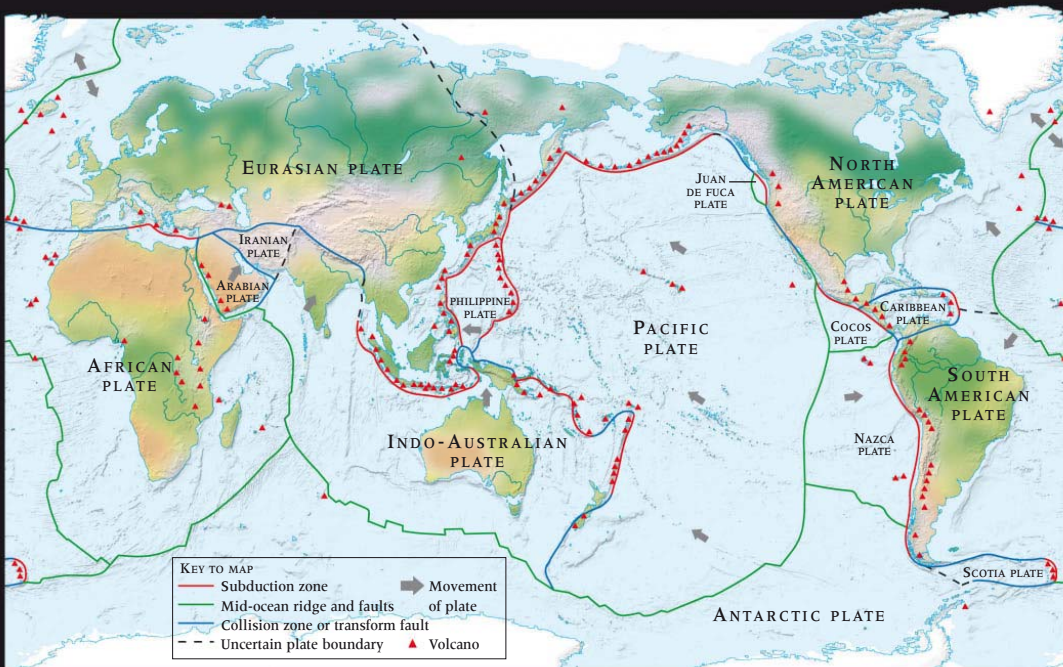 EURASIAN PLATE
NORTH
AMERICAN
PLATE
JUAN
DE FUCA
PLATE
IRANIAN
PLATE
ARABIAN
PLATE
PHILIPPINE
PLATE
PACIFIC
PLATE
COCOS
PLATE
CARIBBEAN
PLATE
AFRICAN
PLATE
SOUTH
AMERICAN
PLATE
INDO-AUSTRALIAN
PLATE
NAZCA
PLATE
SCOTIA PLATE
ANTARCTIC PLATE
KEY TO MAP
Subduction zone
Mid-ocean ridge and faults
Collision zone or transform fault
Uncertain plate boundary
Movement
of plate
Volcano